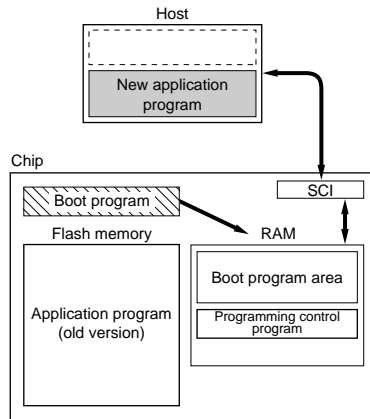 Host
New application
program
Chip
SCI
Boot program
Flash memory
RAM
Boot program area
Application program
(old version)
Programming control
program